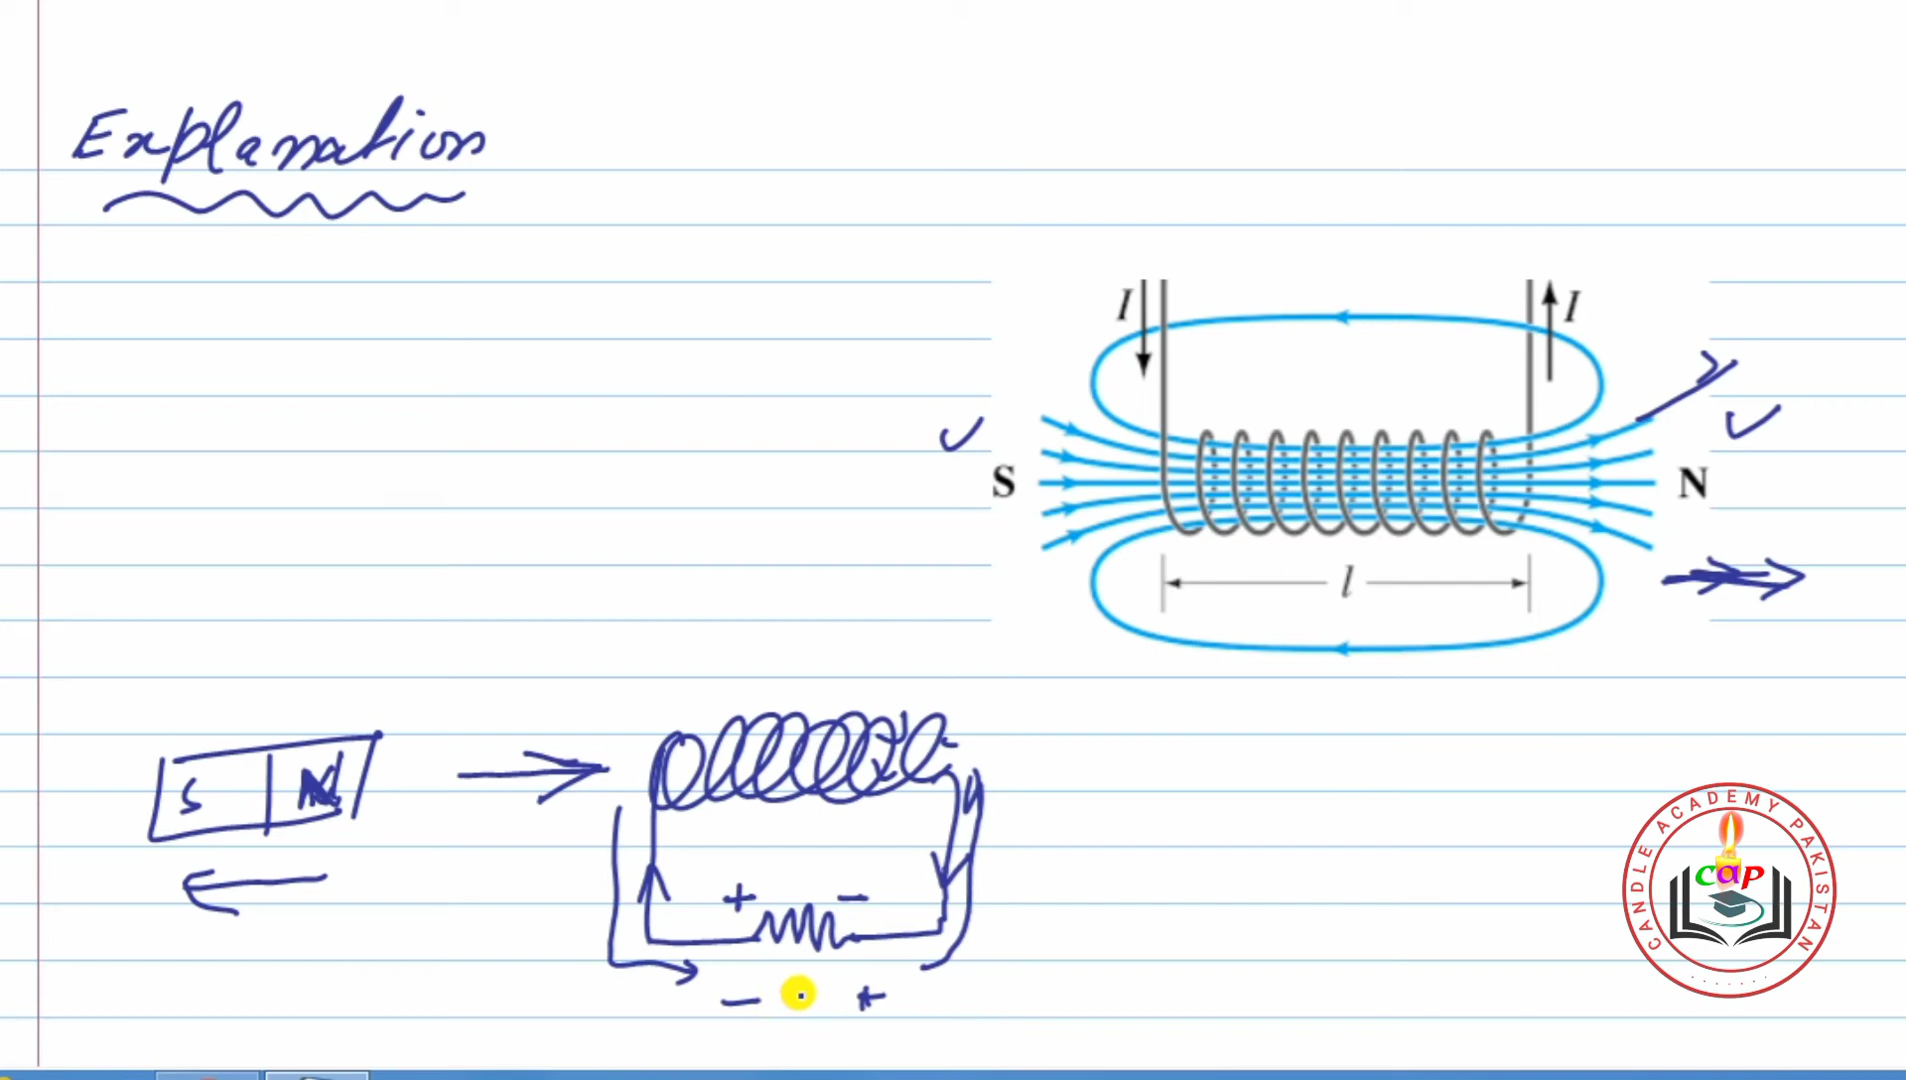 Explanation
I I
S N
l
S N
+ −
− +
CANDLE ACADEMY PAKISTAN
cap